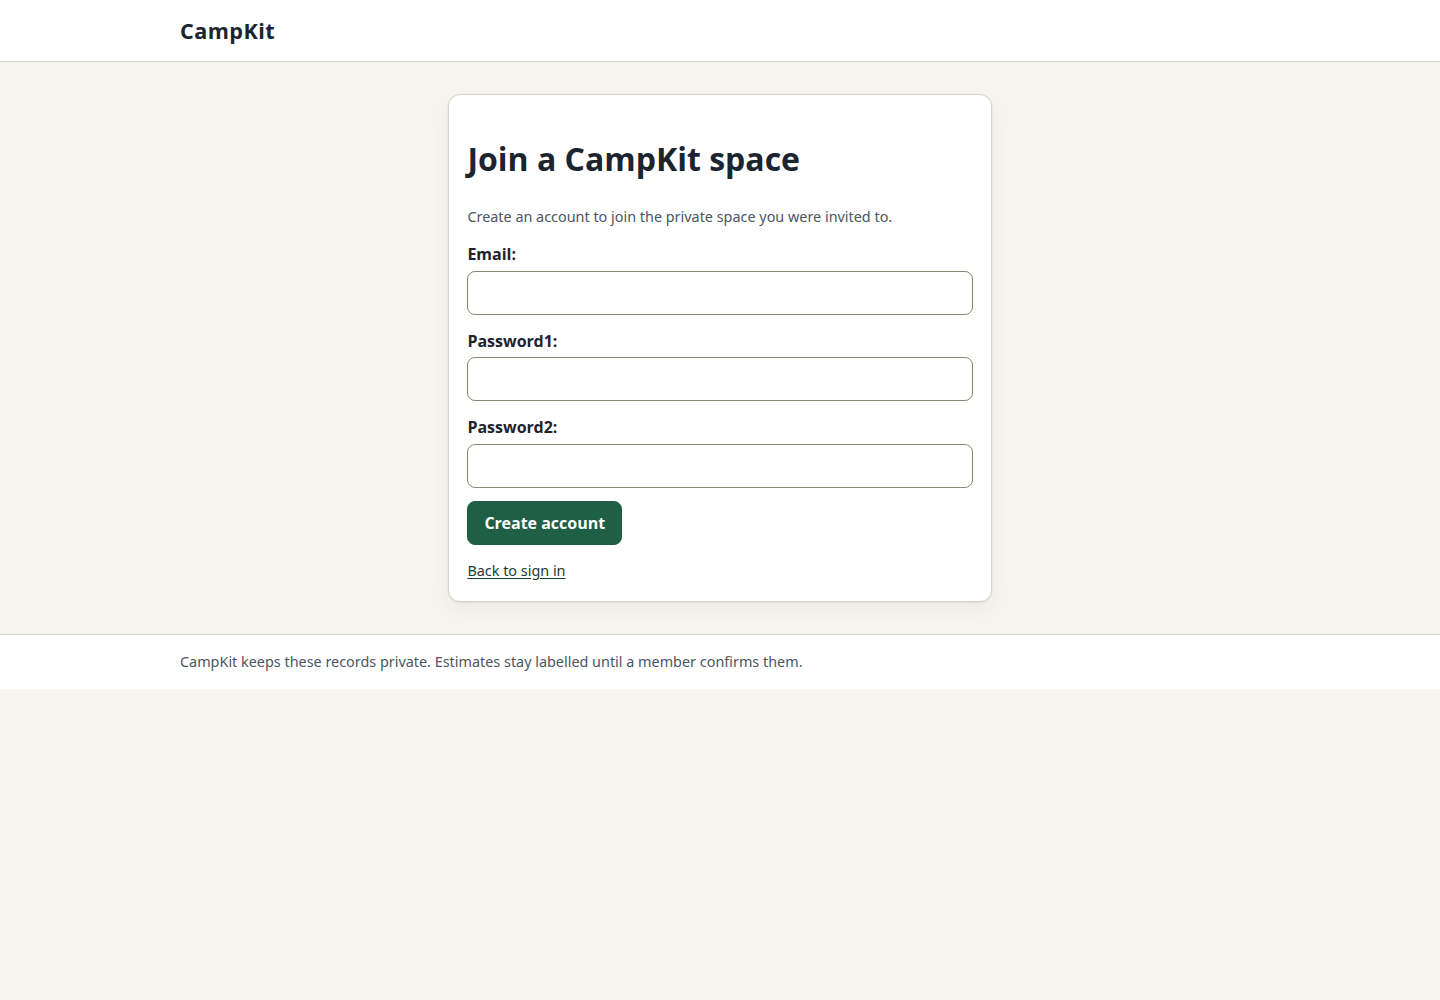 CampKit
Join a CampKit space
Create an account to join the private space you were invited to.
Email:
Password1:
Password2:
Create account
Back to sign in
CampKit keeps these records private. Estimates stay labelled until a member confirms them.